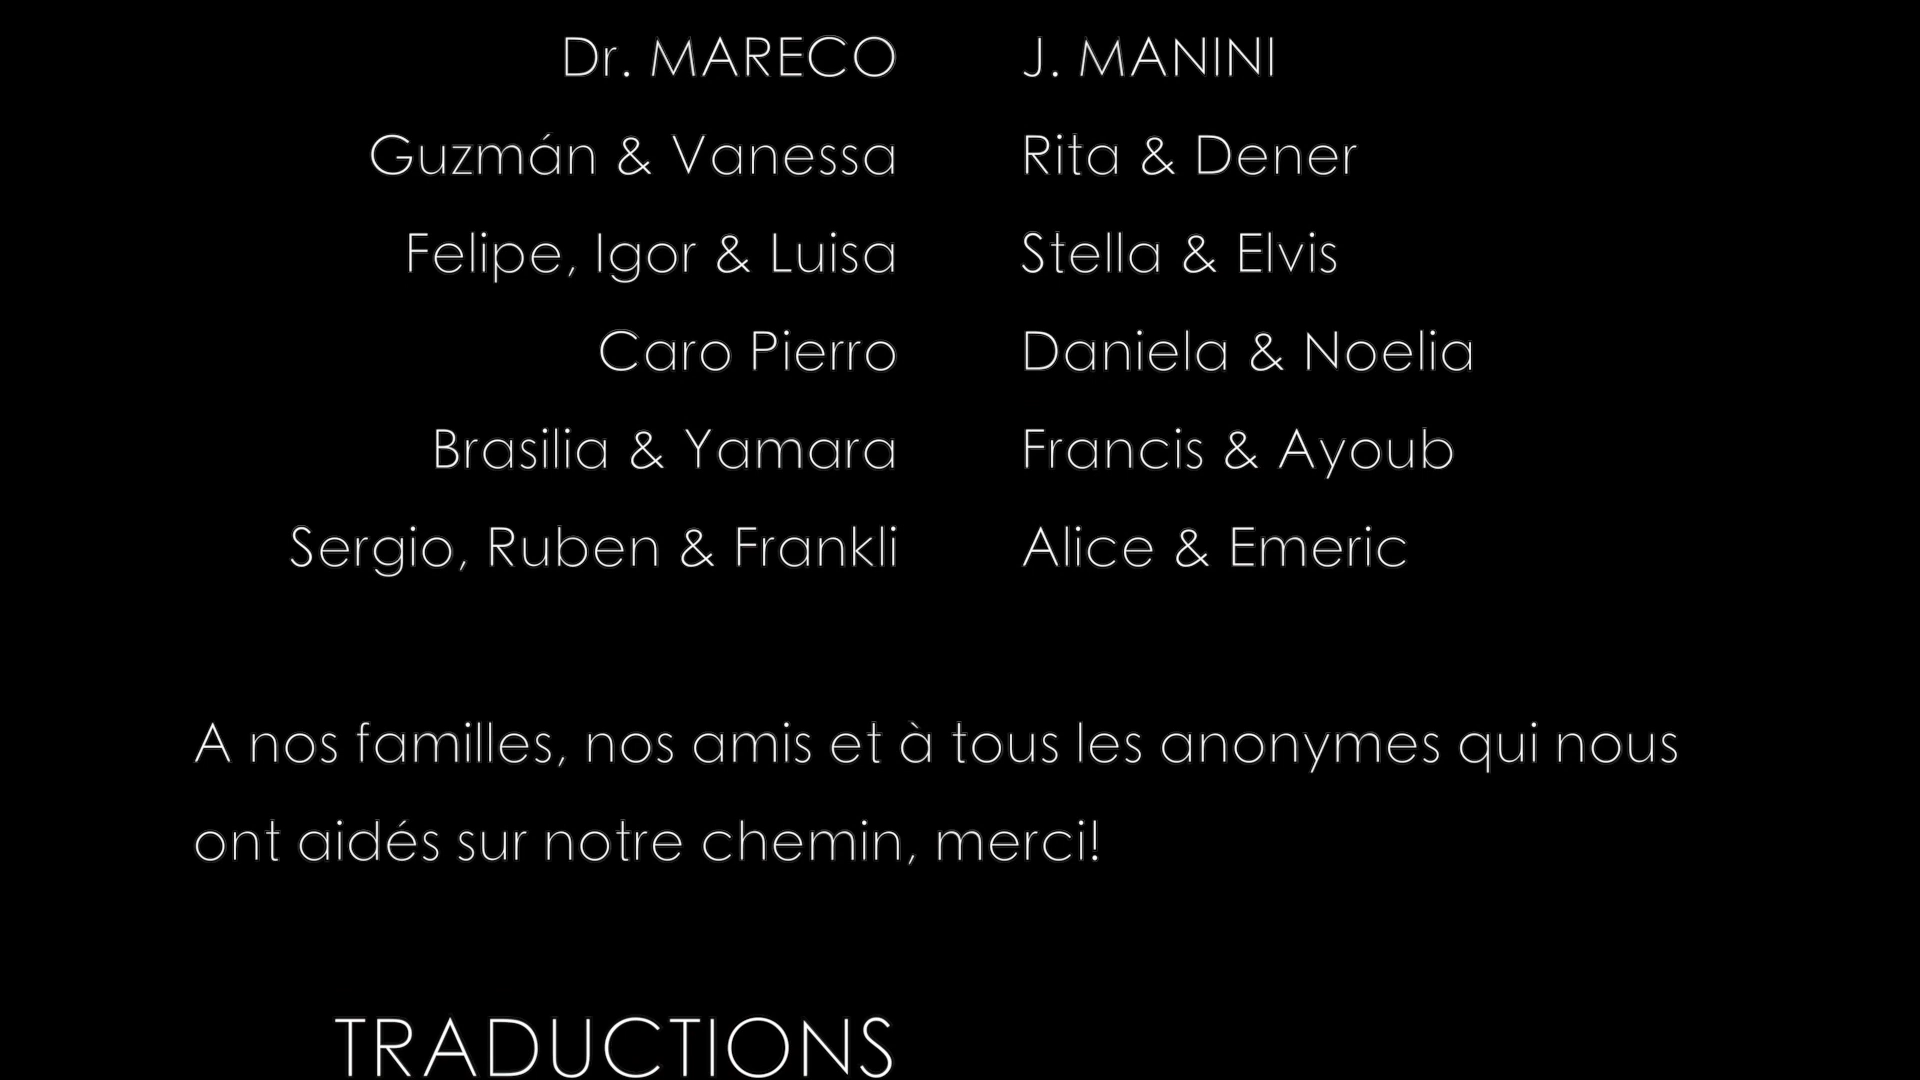 Dr. MARECO J. MANINI
Guzmán & Vanessa Rita & Dener
Felipe, Igor & Luisa Stella & Elvis
Caro Pierro Daniela & Noelia
Brasilia & Yamara Francis & Ayoub
Sergio, Ruben & Frankli Alice & Emeric
A nos familles, nos amis et à tous les anonymes qui nous
ont aidés sur notre chemin, merci!
TRADUCTIONS